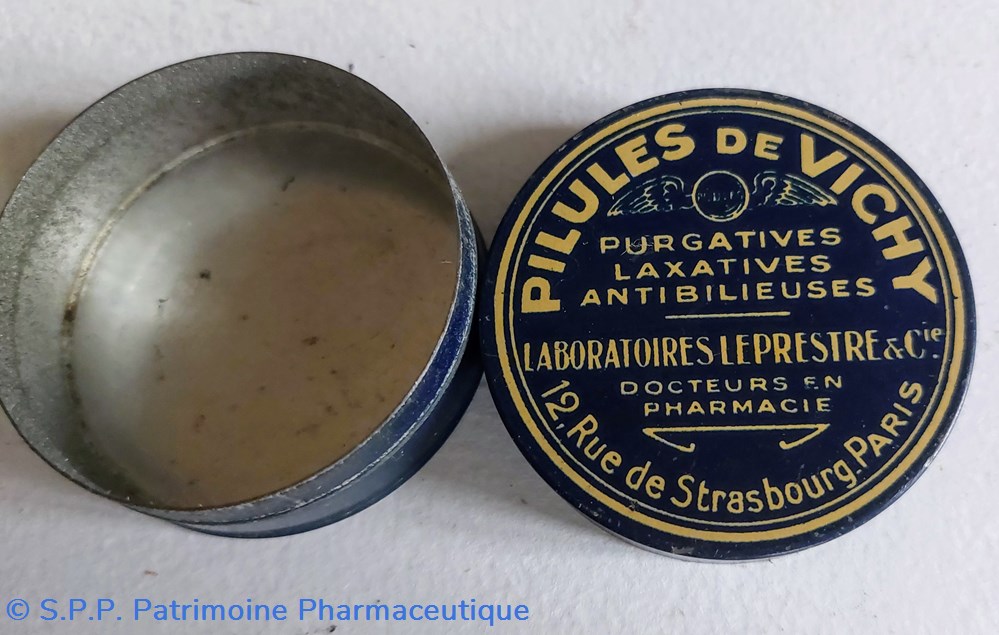 PILULES DE VICHY
PURGATIVES
LAXATIVES
ANTIBILIEUSES
LABORATOIRES LEPRESTRE & Cie.
DOCTEURS EN
PHARMACIE
12, Rue de Strasbourg. PARIS
© S.P.P. Patrimoine Pharmaceutique